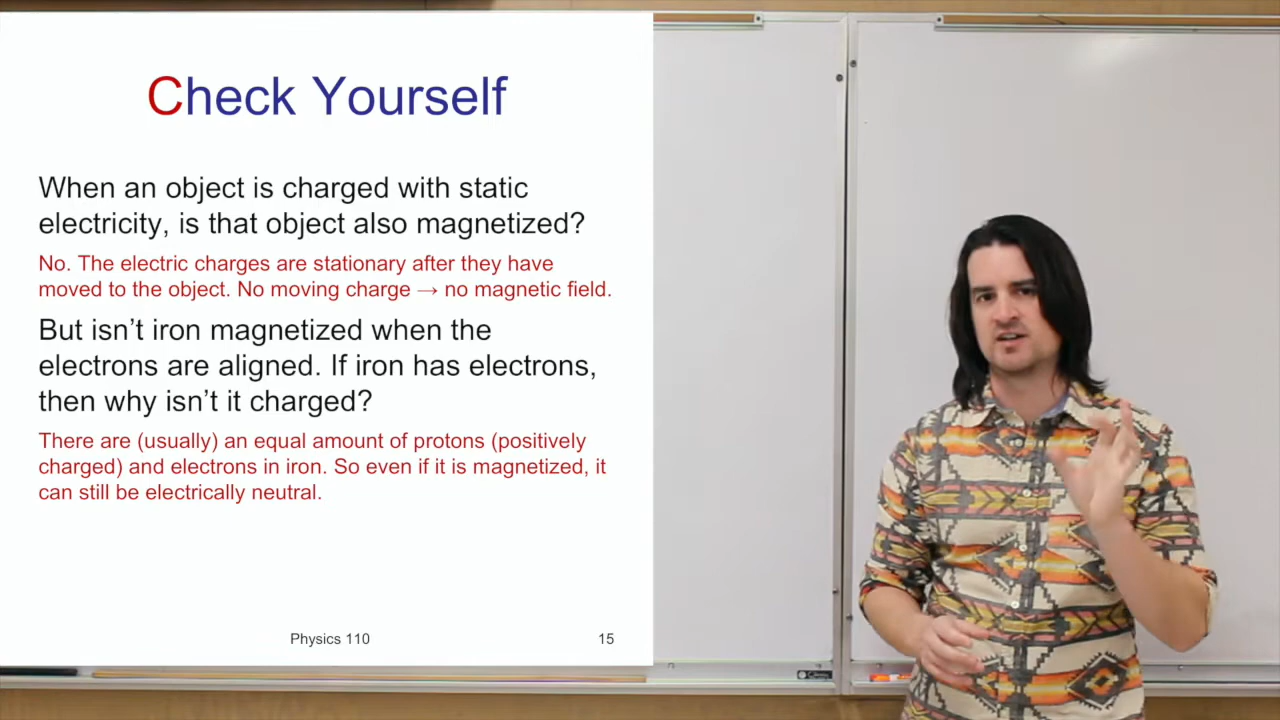 Check Yourself
When an object is charged with static
electricity, is that object also magnetized?
No. The electric charges are stationary after they have
moved to the object. No moving charge → no magnetic field.
But isn't iron magnetized when the
electrons are aligned. If iron has electrons,
then why isn't it charged?
There are (usually) an equal amount of protons (positively
charged) and electrons in iron. So even if it is magnetized, it
can still be electrically neutral.
Physics 110
15